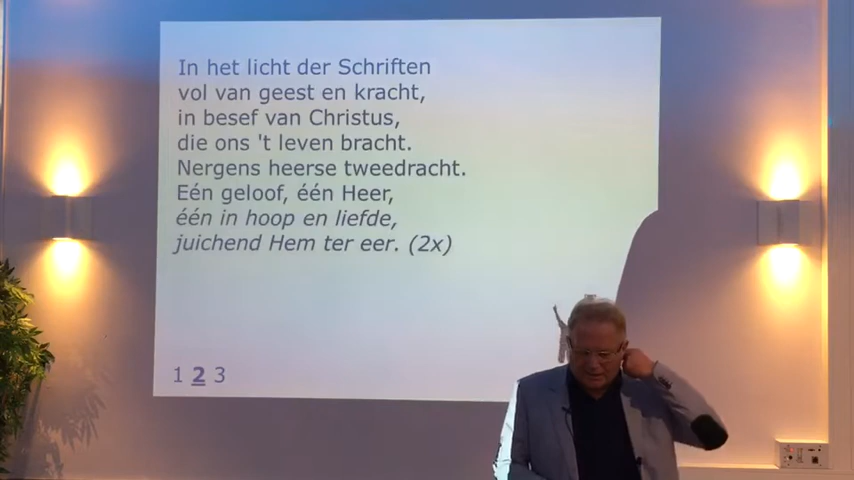 In het licht der Schriften
vol van geest en kracht,
in besef van Christus,
die ons 't leven bracht.
Nergens heerse tweedracht.
Eén geloof, één Heer,
één in hoop en liefde,
juichend Hem ter eer. (2x)
1 2 3